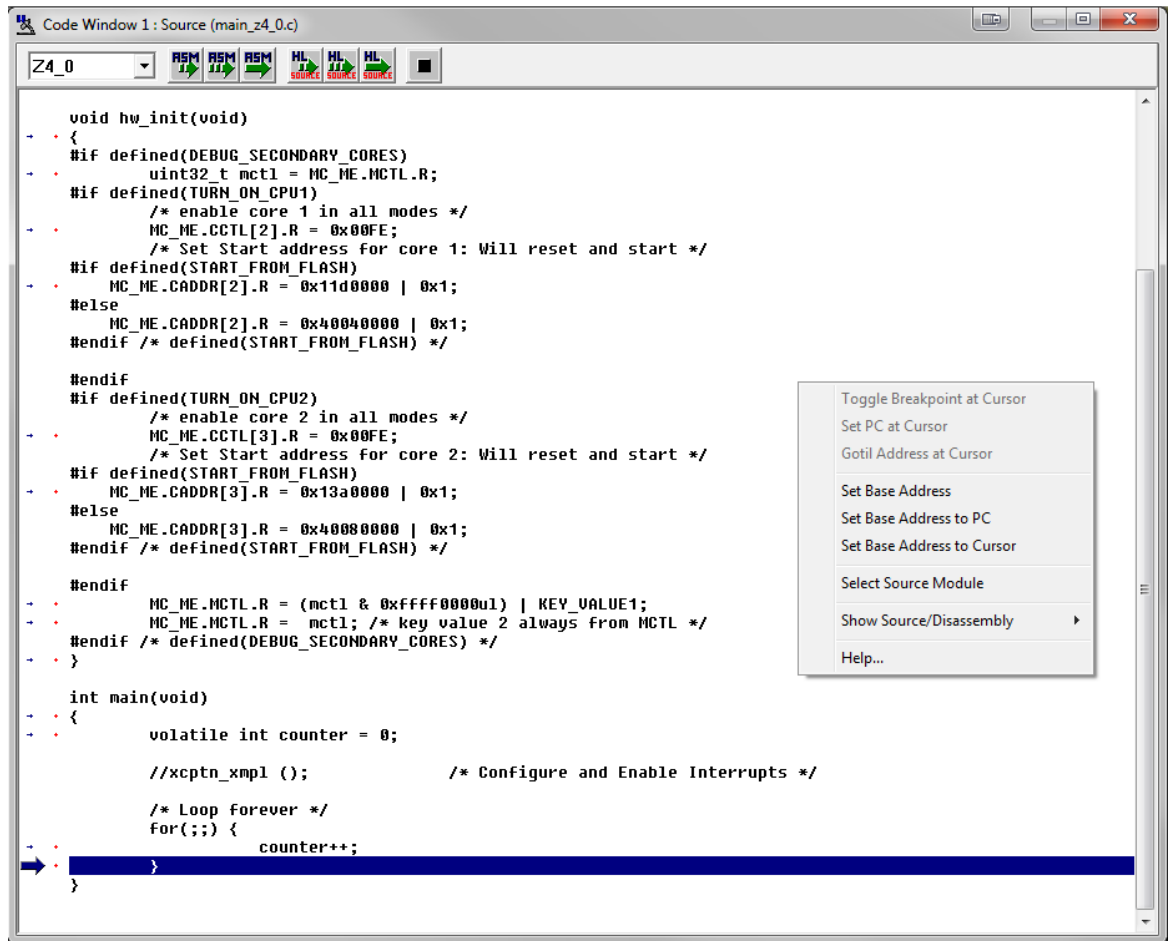 Code Window 1 : Source (main_z4_0.c)
Z4_0
ASM ASM ASM HL SOURCE HL SOURCE HL SOURCE
void hw_init(void)
{
#if defined(DEBUG_SECONDARY_CORES)
uint32_t mctl = MC_ME.MCTL.R;
#if defined(TURN_ON_CPU1)
/* enable core 1 in all modes */
MC_ME.CCTL[2].R = 0x00FE;
/* Set Start address for core 1: Will reset and start */
#if defined(START_FROM_FLASH)
MC_ME.CADDR[2].R = 0x11d0000 | 0x1;
#else
MC_ME.CADDR[2].R = 0x40040000 | 0x1;
#endif /* defined(START_FROM_FLASH) */
#endif
#if defined(TURN_ON_CPU2)
/* enable core 2 in all modes */
MC_ME.CCTL[3].R = 0x00FE;
/* Set Start address for core 2: Will reset and start */
#if defined(START_FROM_FLASH)
MC_ME.CADDR[3].R = 0x13a0000 | 0x1;
#else
MC_ME.CADDR[3].R = 0x40080000 | 0x1;
#endif /* defined(START_FROM_FLASH) */
#endif
MC_ME.MCTL.R = (mctl & 0xffff0000ul) | KEY_VALUE1;
MC_ME.MCTL.R =  mctl; /* key value 2 always from MCTL */
#endif /* defined(DEBUG_SECONDARY_CORES) */
}
int main(void)
{
volatile int counter = 0;
//xcptn_xmpl ();              /* Configure and Enable Interrupts */
/* Loop forever */
for(;;) {
counter++;
}
}
Toggle Breakpoint at Cursor
Set PC at Cursor
Gotil Address at Cursor
Set Base Address
Set Base Address to PC
Set Base Address to Cursor
Select Source Module
Show Source/Disassembly
Help...